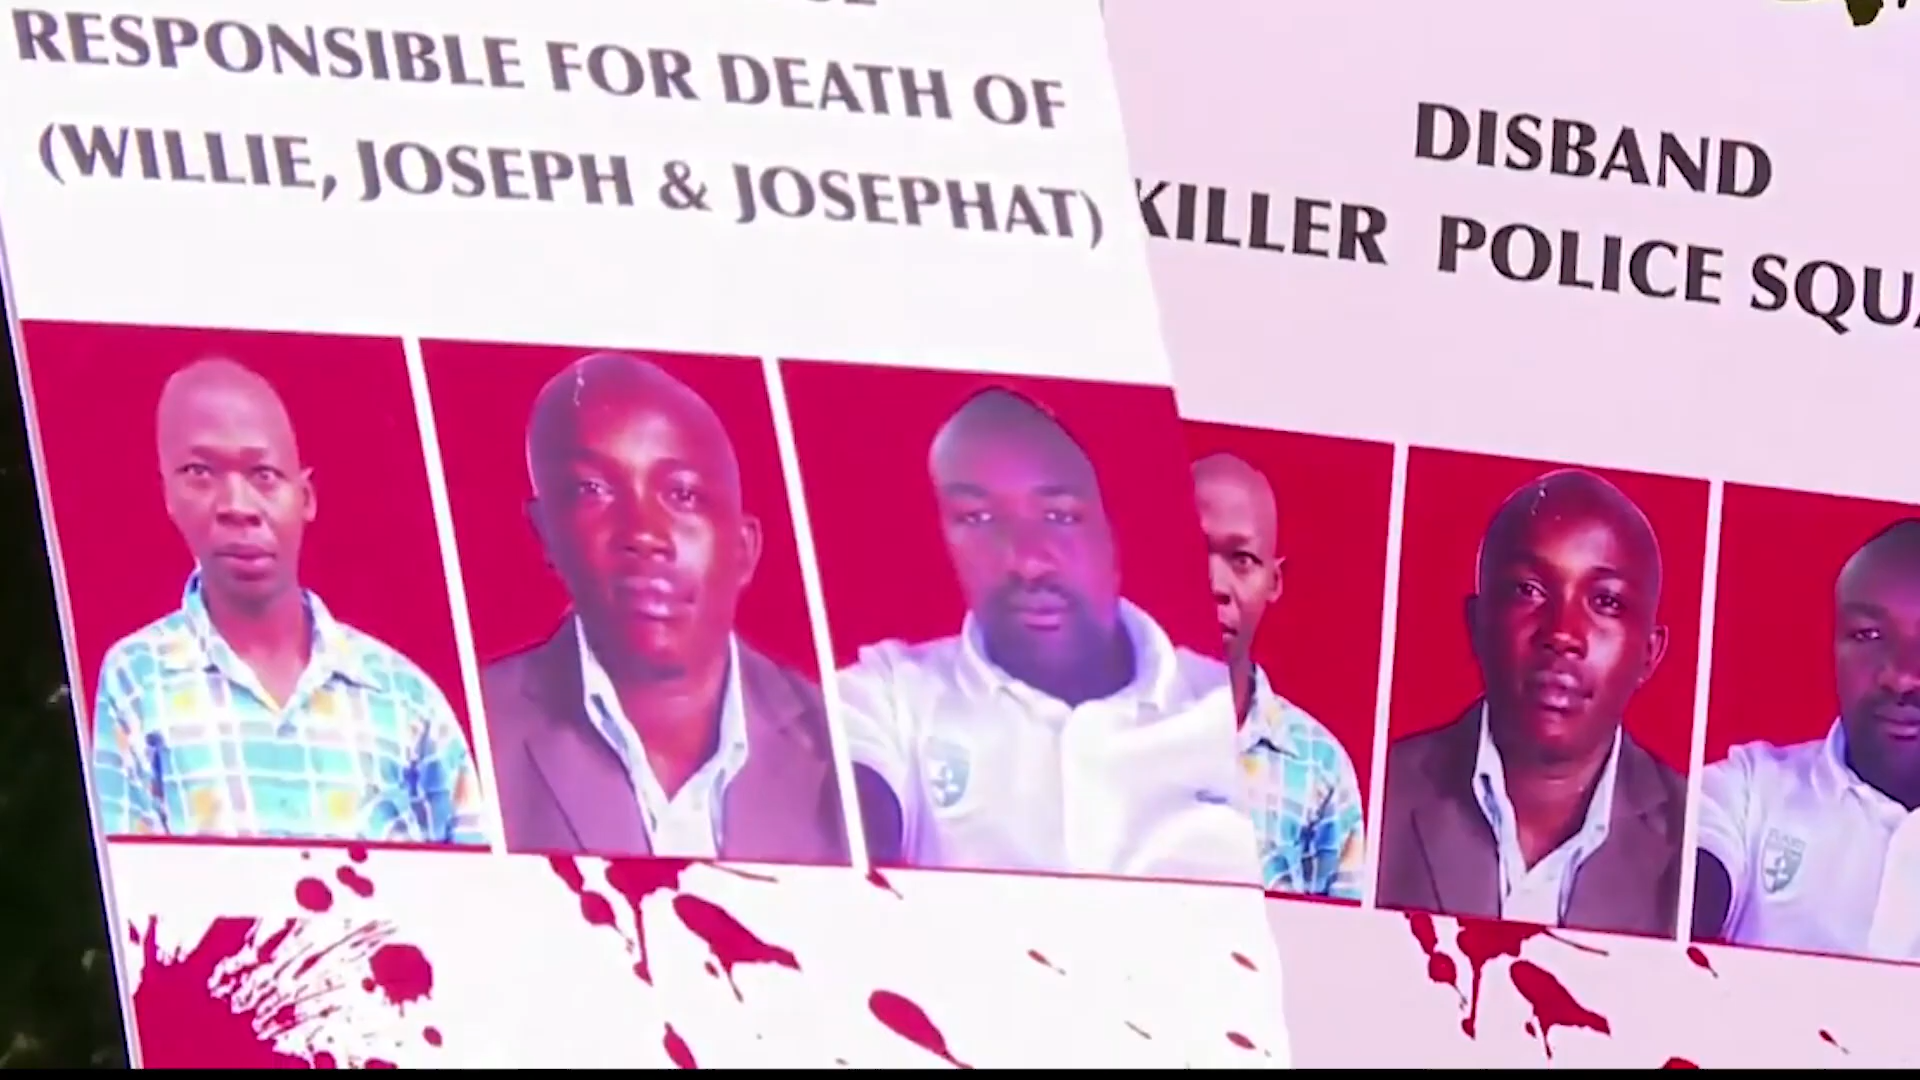 RESPONSIBLE FOR DEATH OF
(WILLIE, JOSEPH & JOSEPHAT)
DISBAND
KILLER POLICE